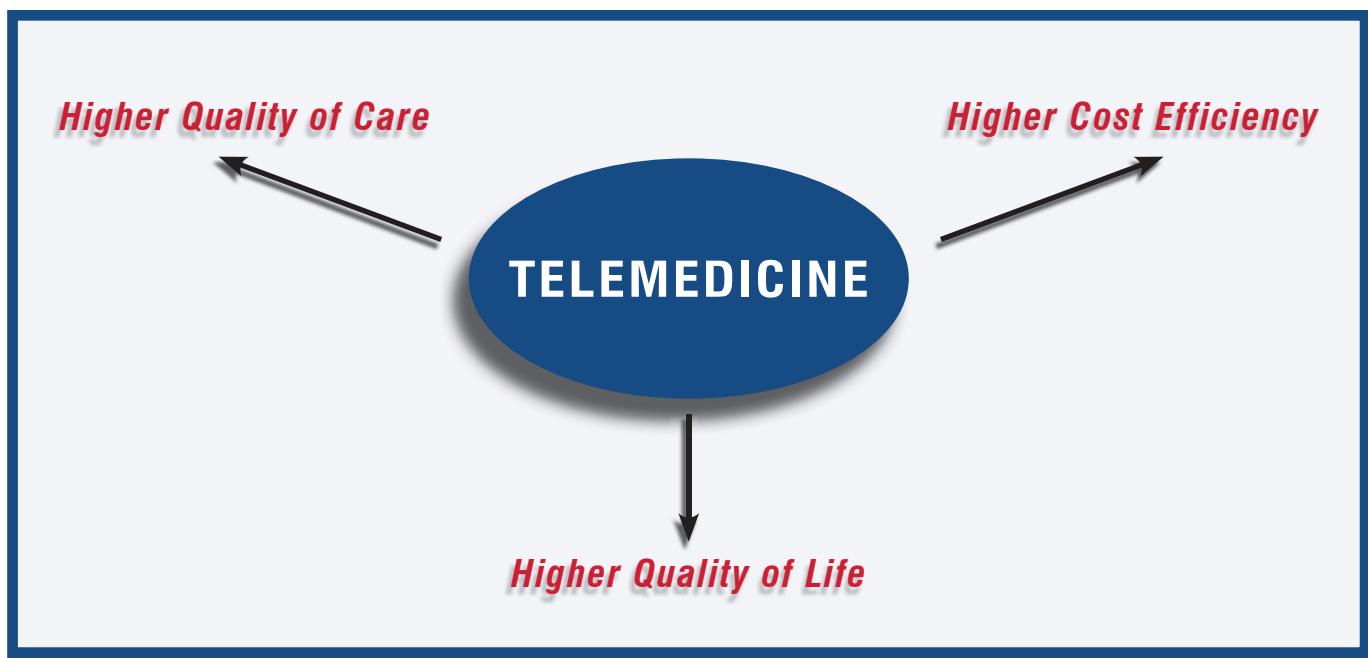 Higher Quality of Care
Higher Cost Efficiency
TELEMEDICINE
Higher Quality of Life